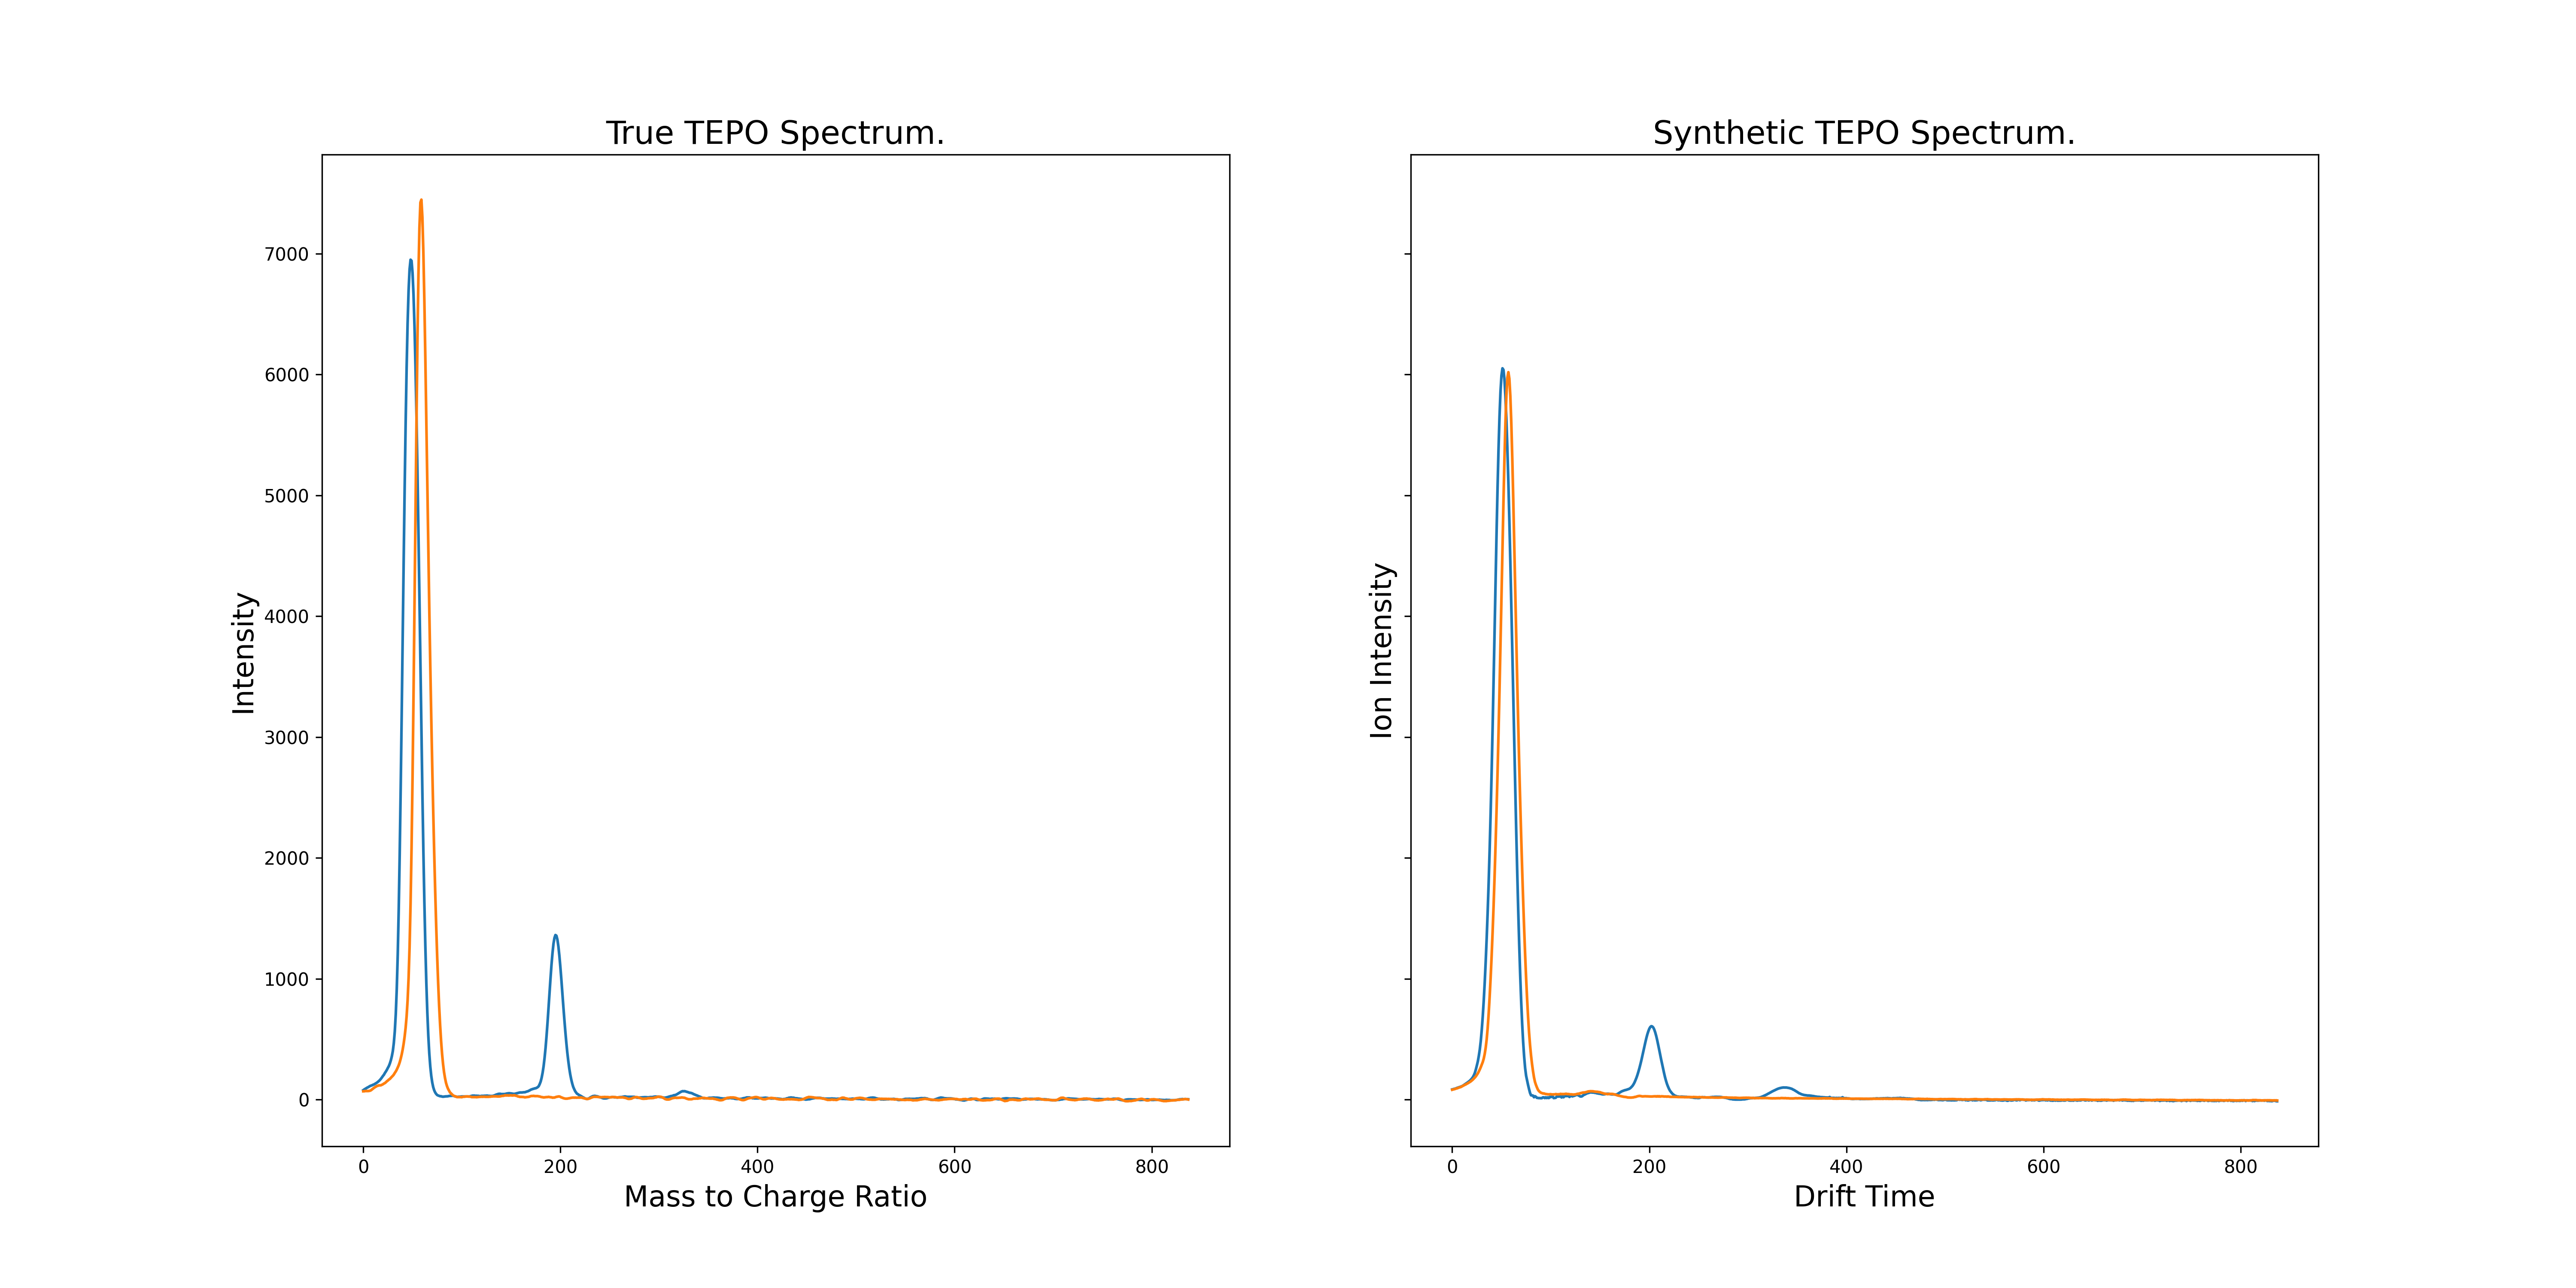 True TEPO Spectrum.
Intensity
7000
6000
5000
4000
3000
2000
1000
0
0 200 400 600 800
Mass to Charge Ratio
Synthetic TEPO Spectrum.
Ion Intensity
0 200 400 600 800
Drift Time